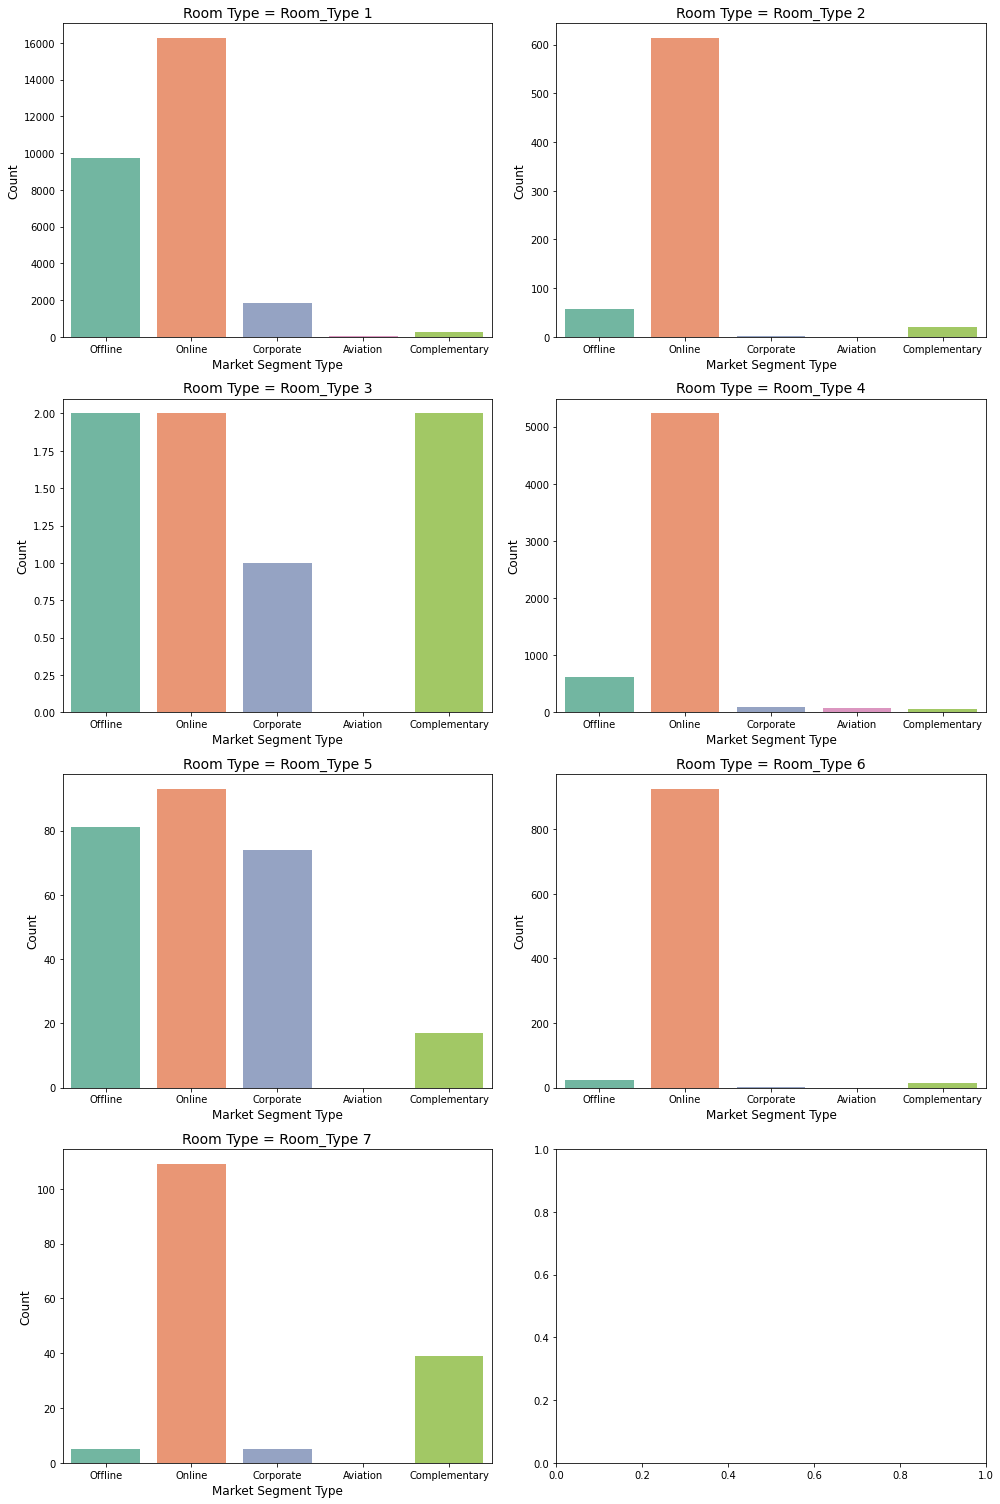 Room Type = Room_Type 1
16000
14000
12000
10000
8000
6000
4000
2000
0
Count
Offline Online Corporate Aviation Complementary
Market Segment Type
Room Type = Room_Type 2
600
500
400
300
200
100
0
Count
Offline Online Corporate Aviation Complementary
Market Segment Type
Room Type = Room_Type 3
2.00
1.75
1.50
1.25
1.00
0.75
0.50
0.25
0.00
Count
Offline Online Corporate Aviation Complementary
Market Segment Type
Room Type = Room_Type 4
5000
4000
3000
2000
1000
0
Count
Offline Online Corporate Aviation Complementary
Market Segment Type
Room Type = Room_Type 5
80
60
40
20
0
Count
Offline Online Corporate Aviation Complementary
Market Segment Type
Room Type = Room_Type 6
800
600
400
200
0
Count
Offline Online Corporate Aviation Complementary
Market Segment Type
Room Type = Room_Type 7
100
80
60
40
20
0
Count
Offline Online Corporate Aviation Complementary
Market Segment Type
1.0
0.8
0.6
0.4
0.2
0.0
0.0 0.2 0.4 0.6 0.8 1.0